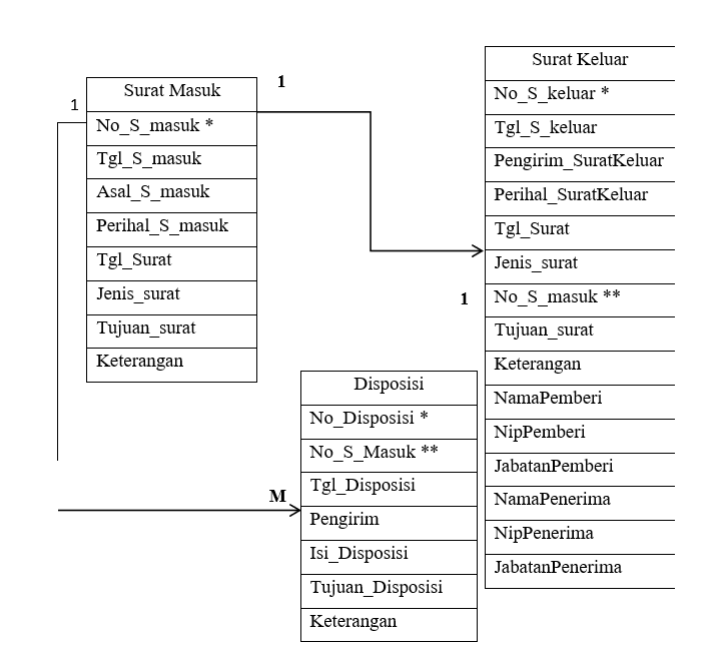 1
Surat Masuk
No_S_masuk *
Tgl_S_masuk
Asal_S_masuk
Perihal_S_masuk
Tgl_Surat
Jenis_surat
Tujuan_surat
Keterangan
1
Surat Keluar
No_S_keluar *
Tgl_S_keluar
Pengirim_SuratKeluar
Perihal_SuratKeluar
Tgl_Surat
Jenis_surat
No_S_masuk **
Tujuan_surat
Keterangan
NamaPemberi
NipPemberi
JabatanPemberi
NamaPenerima
NipPenerima
JabatanPenerima
1
Disposisi
No_Disposisi *
No_S_Masuk **
Tgl_Disposisi
Pengirim
Isi_Disposisi
Tujuan_Disposisi
Keterangan
M